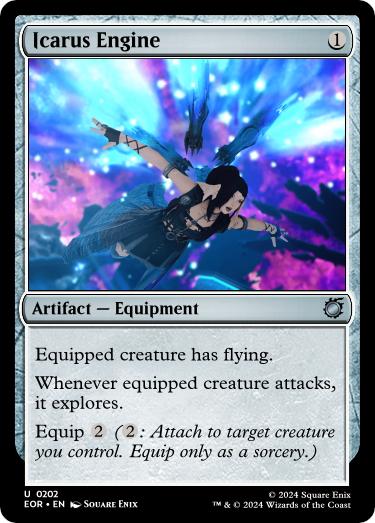 Icarus Engine 1
Artifact — Equipment
Equipped creature has flying.
Whenever equipped creature attacks,
it explores.
Equip 2 (2: Attach to target creature
you control. Equip only as a sorcery.)
U 0202
EOR • EN SQUARE ENIX
© 2024 Square Enix
™ & © 2024 Wizards of the Coast